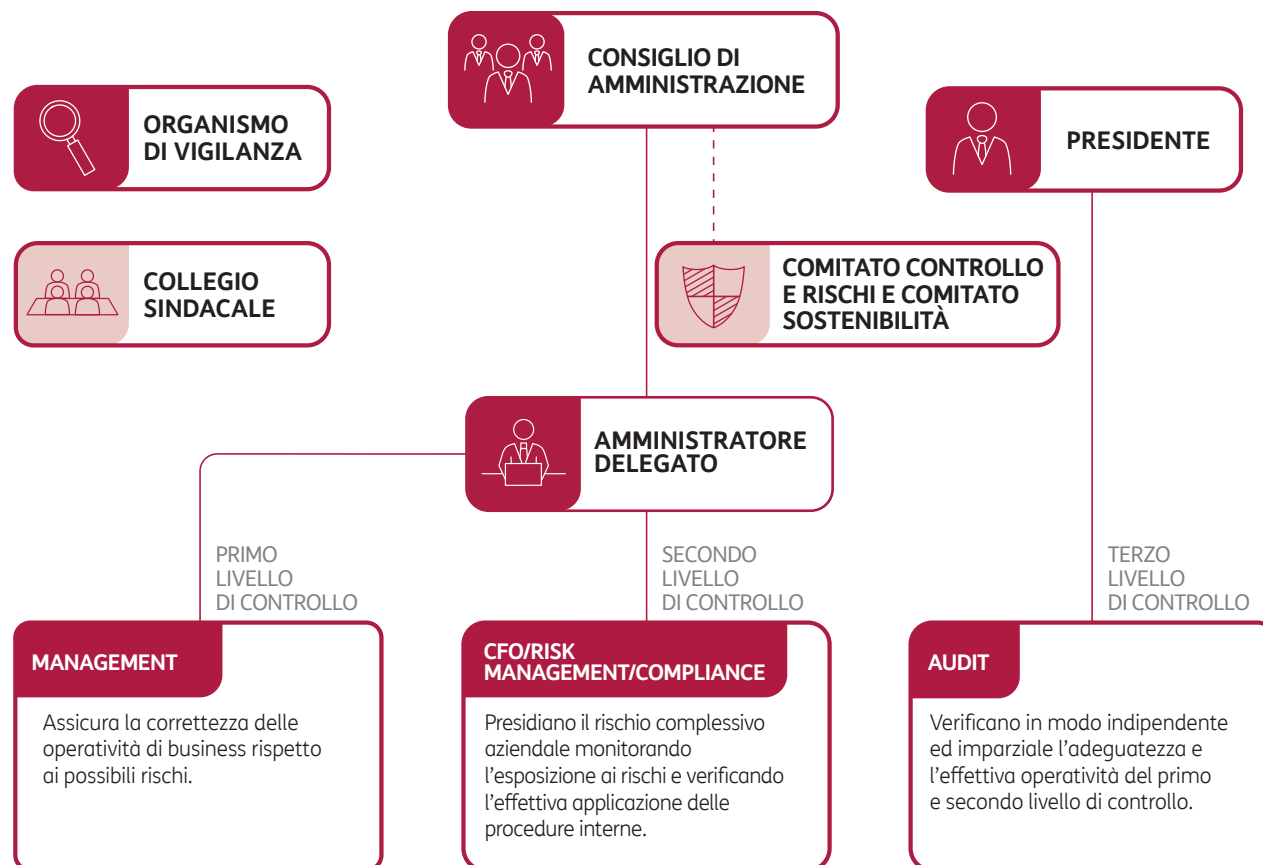 CONSIGLIO DI
AMMINISTRAZIONE
ORGANISMO
DI VIGILANZA
PRESIDENTE
COLLEGIO
SINDACALE
COMITATO CONTROLLO
E RISCHI E COMITATO
SOSTENIBILITÀ
AMMINISTRATORE
DELEGATO
PRIMO
LIVELLO
DI CONTROLLO
SECONDO
LIVELLO
DI CONTROLLO
TERZO
LIVELLO
DI CONTROLLO
MANAGEMENT
Assicura la correttezza delle
operatività di business rispetto
ai possibili rischi.
CFO/RISK
MANAGEMENT/COMPLIANCE
Presidiano il rischio complessivo
aziendale monitorando
l’esposizione ai rischi e verificando
l’effettiva applicazione delle
procedure interne.
AUDIT
Verificano in modo indipendente
ed imparziale l’adeguatezza e
l’effettiva operatività del primo
e secondo livello di controllo.